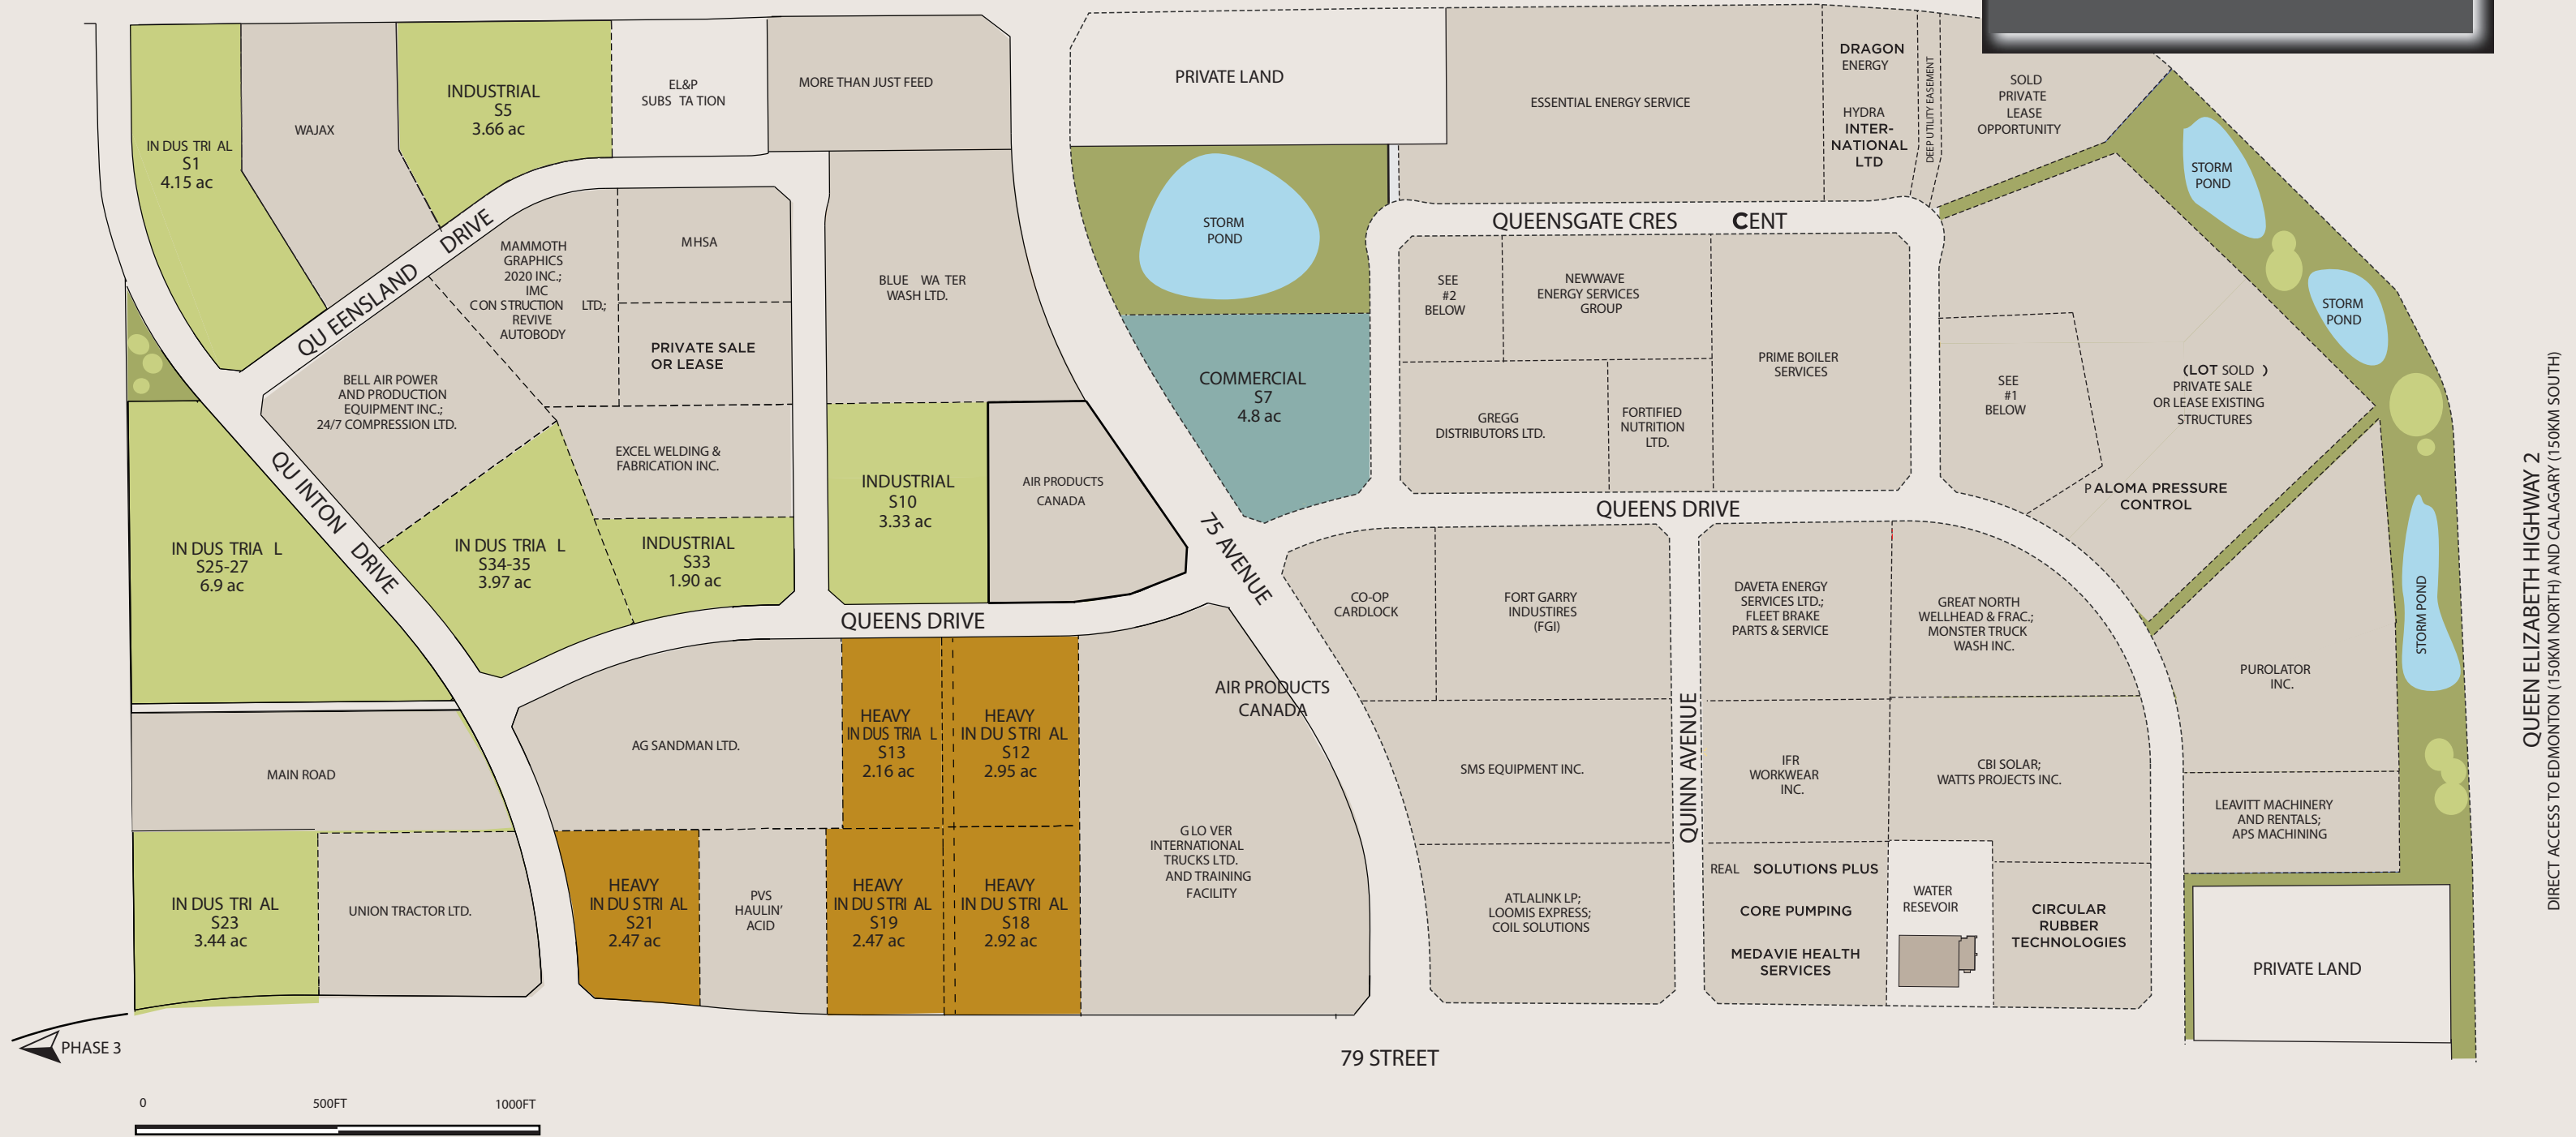 INDUSTRIAL
S1
4.15 ac
WAJAX
INDUSTRIAL
S5
3.66 ac
EL&P
SUBSTATION
MORE THAN JUST FEED
PRIVATE LAND
ESSENTIAL ENERGY SERVICE
DRAGON
ENERGY
HYDRA
INTER-
NATIONAL
LTD
DEEP UTILITY EASEMENT
SOLD
PRIVATE
LEASE
OPPORTUNITY
STORM
POND
STORM
POND
STORM
POND
STORM POND
QUEENSLAND DRIVE
MAMMOTH
GRAPHICS
2020 INC.;
IMC
CONSTRUCTION LTD.;
REVIVE
AUTOBODY
MHSA
PRIVATE SALE
OR LEASE
BLUE WATER
WASH LTD.
QUEENSGATE CRESCENT
SEE
#2
BELOW
NEWWAVE
ENERGY SERVICES
GROUP
PRIME BOILER
SERVICES
GREGG
DISTRIBUTORS LTD.
FORTIFIED
NUTRITION
LTD.
SEE
#1
BELOW
(LOT SOLD )
PRIVATE SALE
OR LEASE EXISTING
STRUCTURES
PALOMA PRESSURE
CONTROL
COMMERCIAL
S7
4.8 ac
BELL AIR POWER
AND PRODUCTION
EQUIPMENT INC.;
24/7 COMPRESSION LTD.
EXCEL WELDING &
FABRICATION INC.
INDUSTRIAL
S10
3.33 ac
AIR PRODUCTS
CANADA
QUINTON DRIVE
INDUSTRIAL
S25-27
6.9 ac
INDUSTRIAL
S34-35
3.97 ac
INDUSTRIAL
S33
1.90 ac
75 AVENUE
QUEENS DRIVE
QUEENS DRIVE
CO-OP
CARDLOCK
FORT GARRY
INDUSTIRES
(FGI)
DAVETA ENERGY
SERVICES LTD.;
FLEET BRAKE
PARTS & SERVICE
GREAT NORTH
WELLHEAD & FRAC.;
MONSTER TRUCK
WASH INC.
PUROLATOR
INC.
QUEEN ELIZABETH HIGHWAY 2
DIRECT ACCESS TO EDMONTON (150KM NORTH) AND CALAGARY (150KM SOUTH)
AIR PRODUCTS
CANADA
AG SANDMAN LTD.
HEAVY
INDUSTRIAL
S13
2.16 ac
HEAVY
INDUSTRIAL
S12
2.95 ac
MAIN ROAD
SMS EQUIPMENT INC.
QUINN AVENUE
IFR
WORKWEAR
INC.
CBI SOLAR;
WATTS PROJECTS INC.
LEAVITT MACHINERY
AND RENTALS;
APS MACHINING
GLOVER
INTERNATIONAL
TRUCKS LTD.
AND TRAINING
FACILITY
INDUSTRIAL
S23
3.44 ac
UNION TRACTOR LTD.
HEAVY
INDUSTRIAL
S21
2.47 ac
PVS
HAULIN'
ACID
HEAVY
INDUSTRIAL
S19
2.47 ac
HEAVY
INDUSTRIAL
S18
2.92 ac
ATLALINK LP;
LOOMIS EXPRESS;
COIL SOLUTIONS
REAL SOLUTIONS PLUS
CORE PUMPING
MEDAVIE HEALTH
SERVICES
WATER
RESEVOIR
CIRCULAR
RUBBER
TECHNOLOGIES
PRIVATE LAND
PHASE 3
79 STREET
0 500FT 1000FT